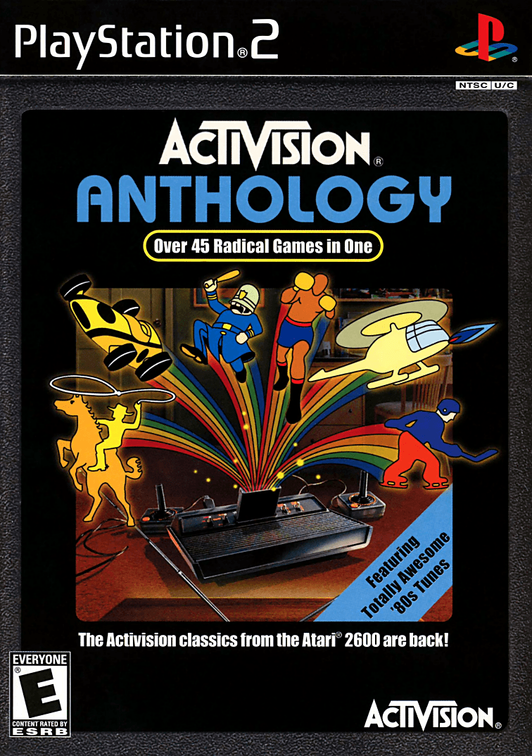 PlayStation®2
NTSC U/C
ACTIVISION®
ANTHOLOGY
Over 45 Radical Games in One
Featuring
Totally Awesome
'80s Tunes
The Activision classics from the Atari® 2600 are back!
EVERYONE
®
E
CONTENT RATED BY
ESRB
ACTIVISION®